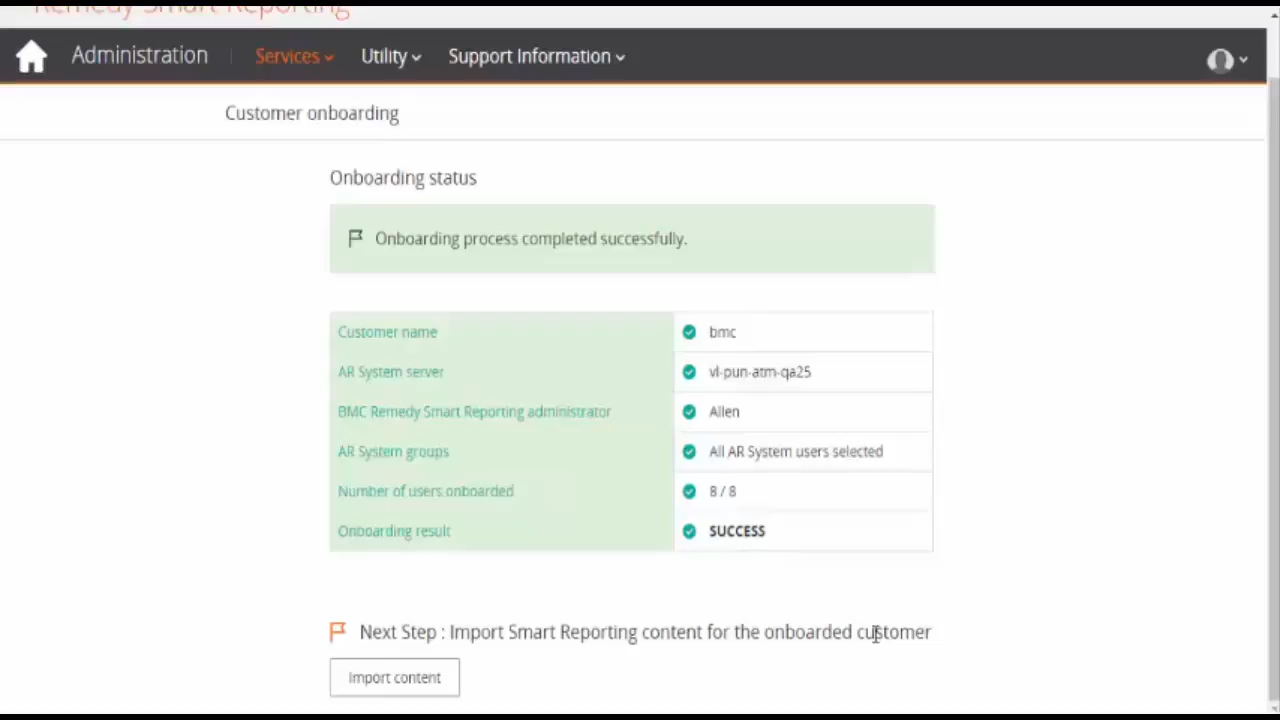 Remedy Smart Reporting
Administration Services Utility Support Information
Customer onboarding
Onboarding status
Onboarding process completed successfully.
Customer name bmc
AR System server vl-pun-atm-qa25
BMC Remedy Smart Reporting administrator Allen
AR System groups All AR System users selected
Number of users onboarded 8 / 8
Onboarding result SUCCESS
Next Step : Import Smart Reporting content for the onboarded customer
Import content